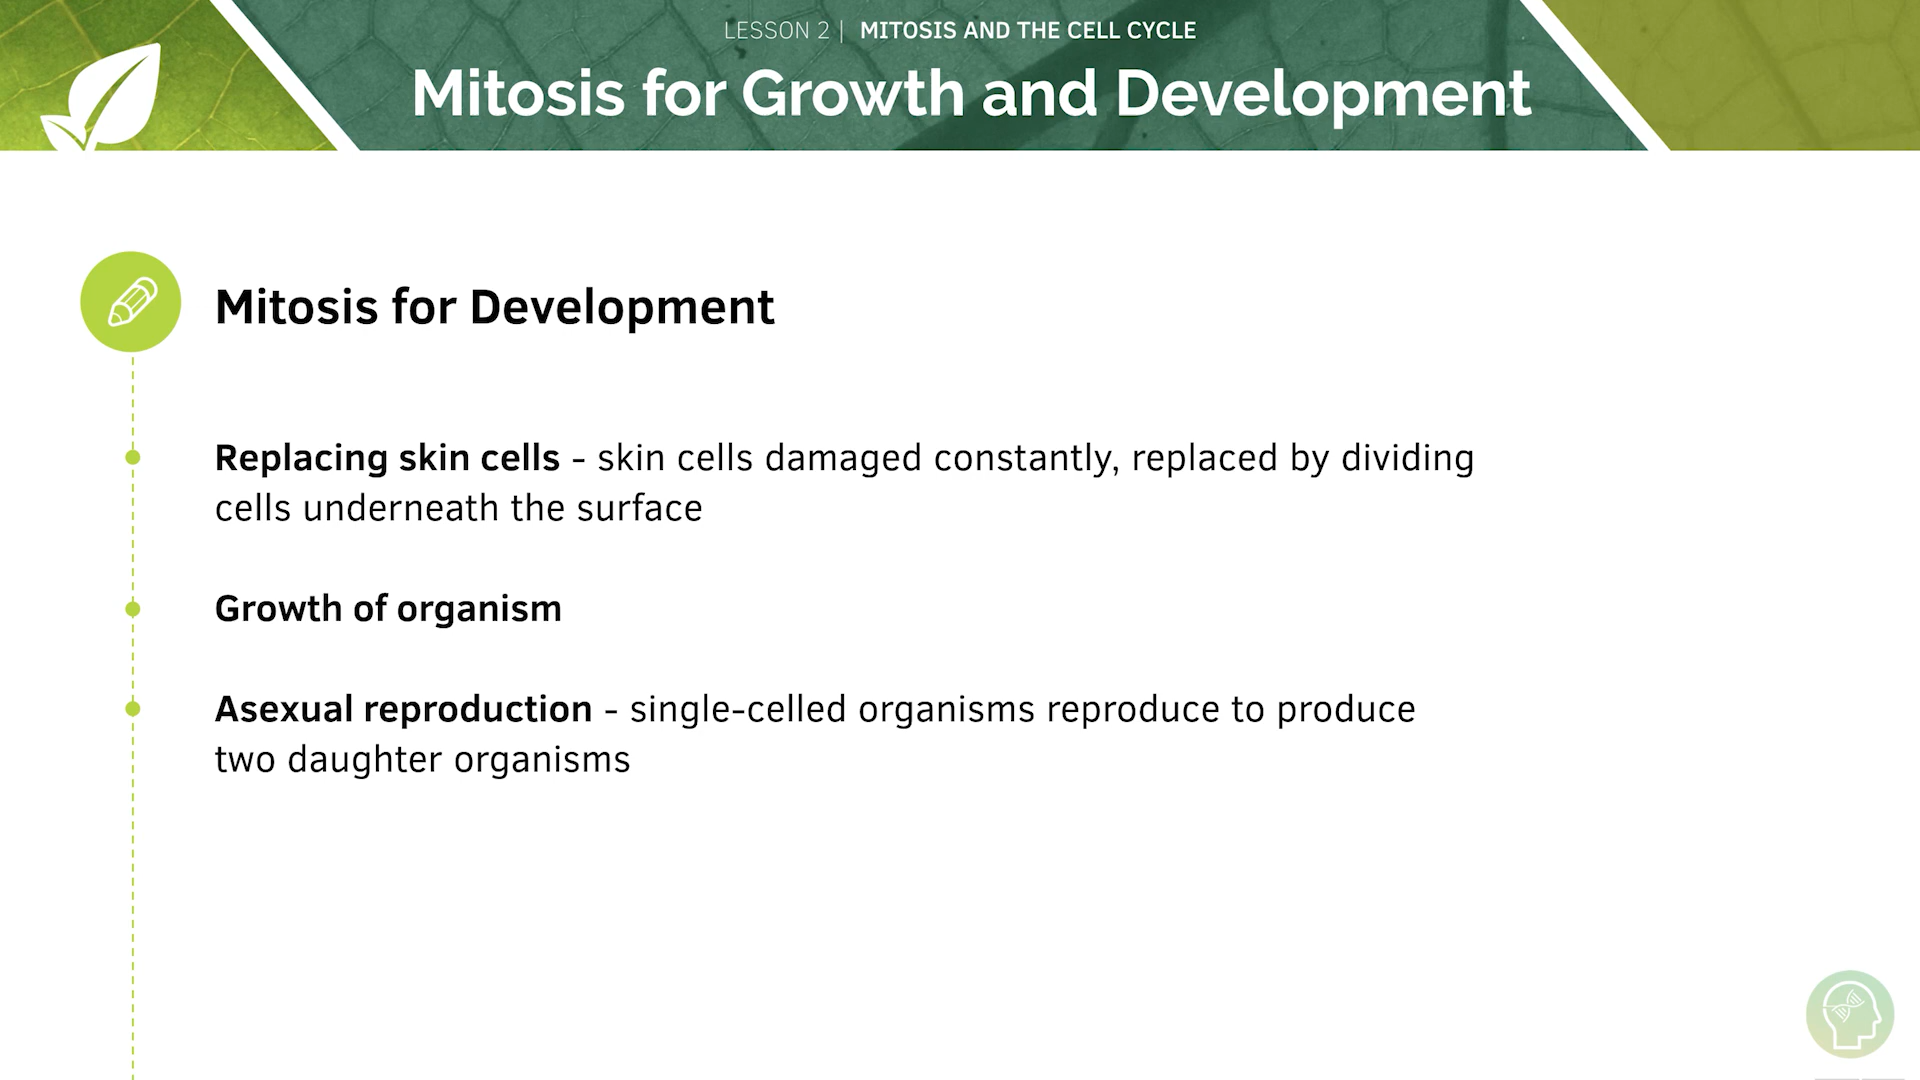 LESSON 2 | MITOSIS AND THE CELL CYCLE
Mitosis for Growth and Development
Mitosis for Development
Replacing skin cells - skin cells damaged constantly, replaced by dividing
cells underneath the surface
Growth of organism
Asexual reproduction - single-celled organisms reproduce to produce
two daughter organisms